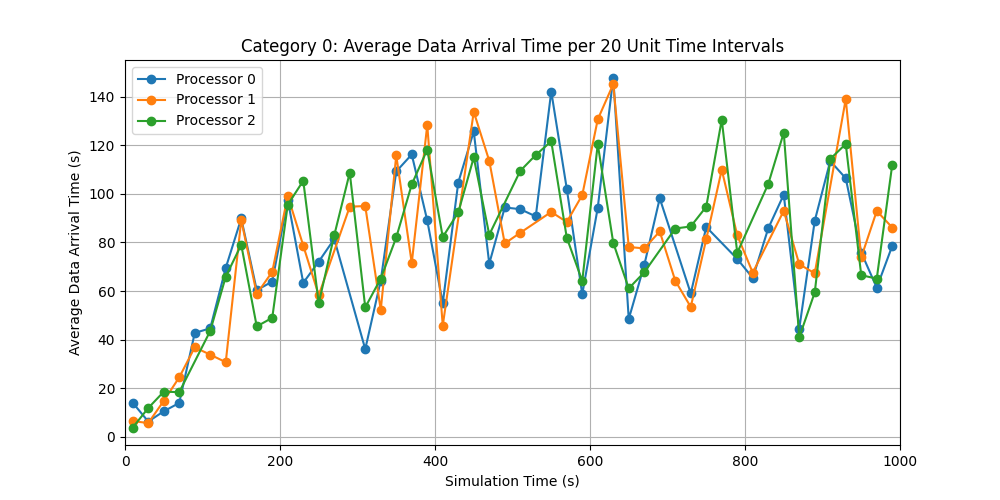 Category 0: Average Data Arrival Time per 20 Unit Time Intervals
Processor 0
Processor 1
Processor 2
Average Data Arrival Time (s)
140
120
100
80
60
40
20
0
0 200 400 600 800 1000
Simulation Time (s)